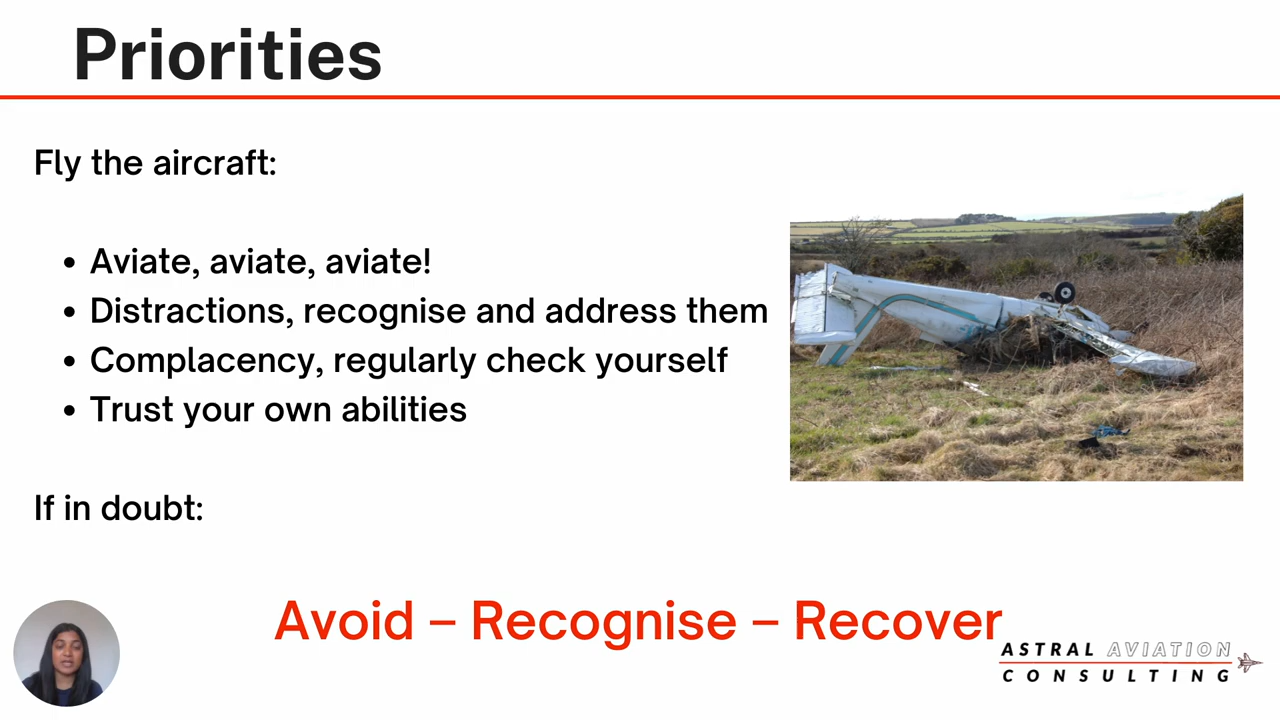 Priorities
Fly the aircraft:
• Aviate, aviate, aviate!
• Distractions, recognise and address them
• Complacency, regularly check yourself
• Trust your own abilities
If in doubt:
Avoid – Recognise – Recover
ASTRAL AVIATION
CONSULTING